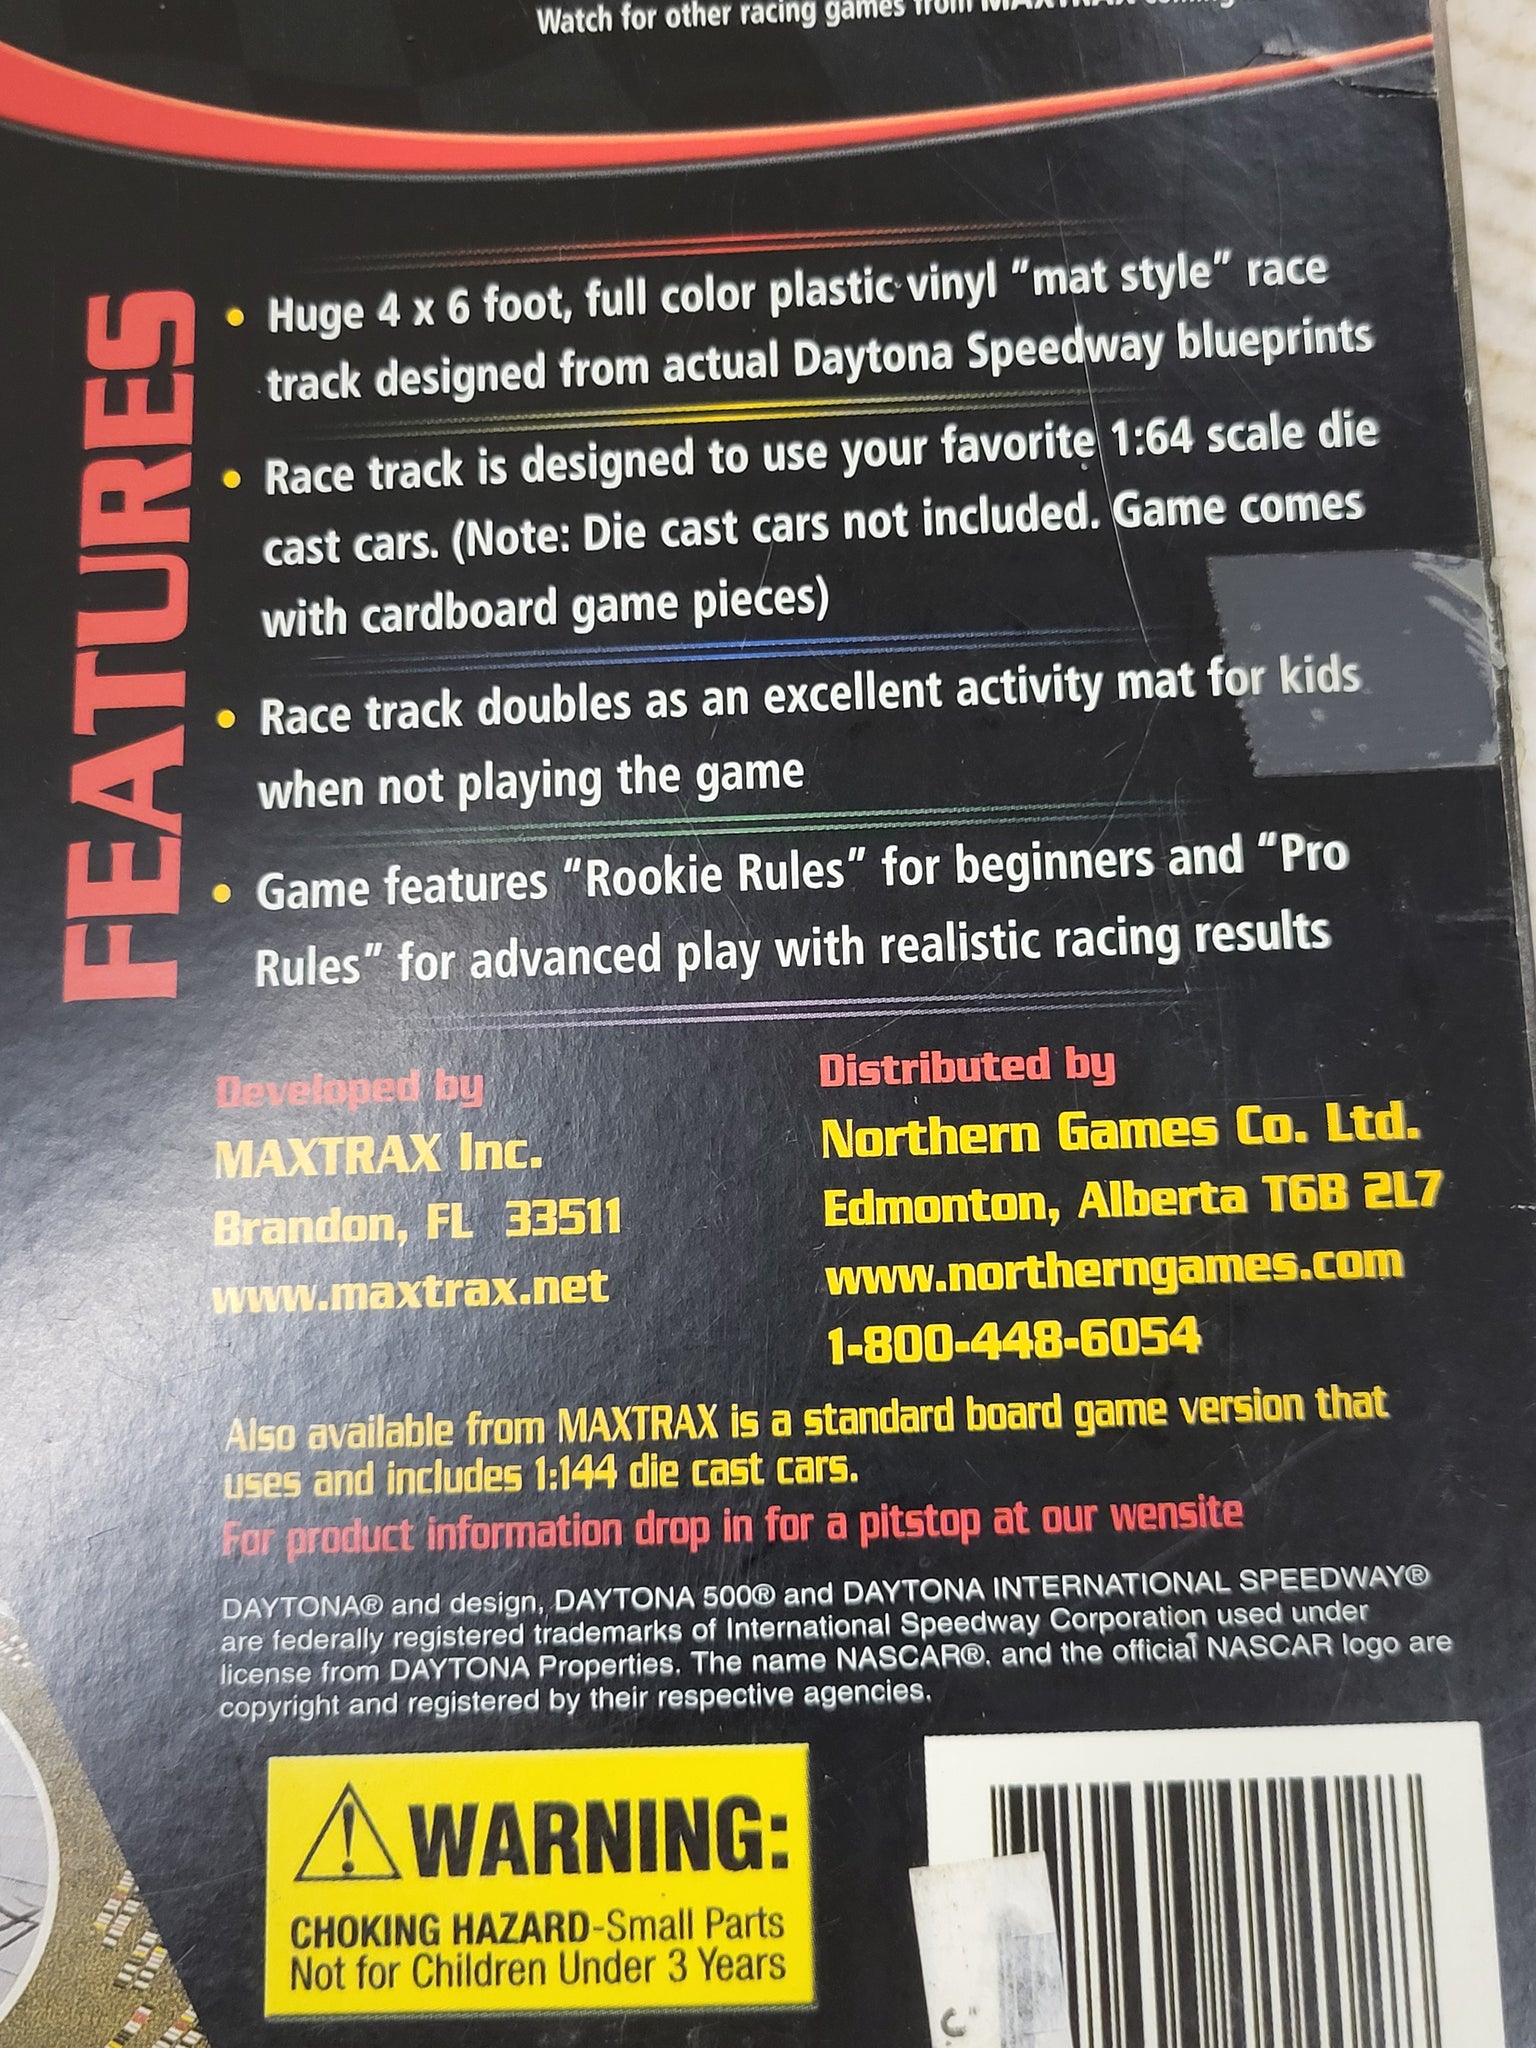 Watch for other racing games from MAXTRAX coming
FEATURES
• Huge 4 x 6 foot, full color plastic vinyl "mat style" race
track designed from actual Daytona Speedway blueprints
• Race track is designed to use your favorite 1:64 scale die
cast cars. (Note: Die cast cars not included. Game comes
with cardboard game pieces)
• Race track doubles as an excellent activity mat for kids
when not playing the game
• Game features "Rookie Rules" for beginners and "Pro
Rules" for advanced play with realistic racing results
Developed by
MAXTRAX Inc.
Brandon, FL 33511
www.maxtrax.net
Distributed by
Northern Games Co. Ltd.
Edmonton, Alberta T6B 2L7
www.northerngames.com
1-800-448-6054
Also available from MAXTRAX is a standard board game version that
uses and includes 1:144 die cast cars.
For product information drop in for a pitstop at our wensite
DAYTONA® and design, DAYTONA 500® and DAYTONA INTERNATIONAL SPEEDWAY®
are federally registered trademarks of International Speedway Corporation used under
license from DAYTONA Properties. The name NASCAR®. and the official NASCAR logo are
copyright and registered by their respective agencies.
WARNING:
CHOKING HAZARD-Small Parts
Not for Children Under 3 Years